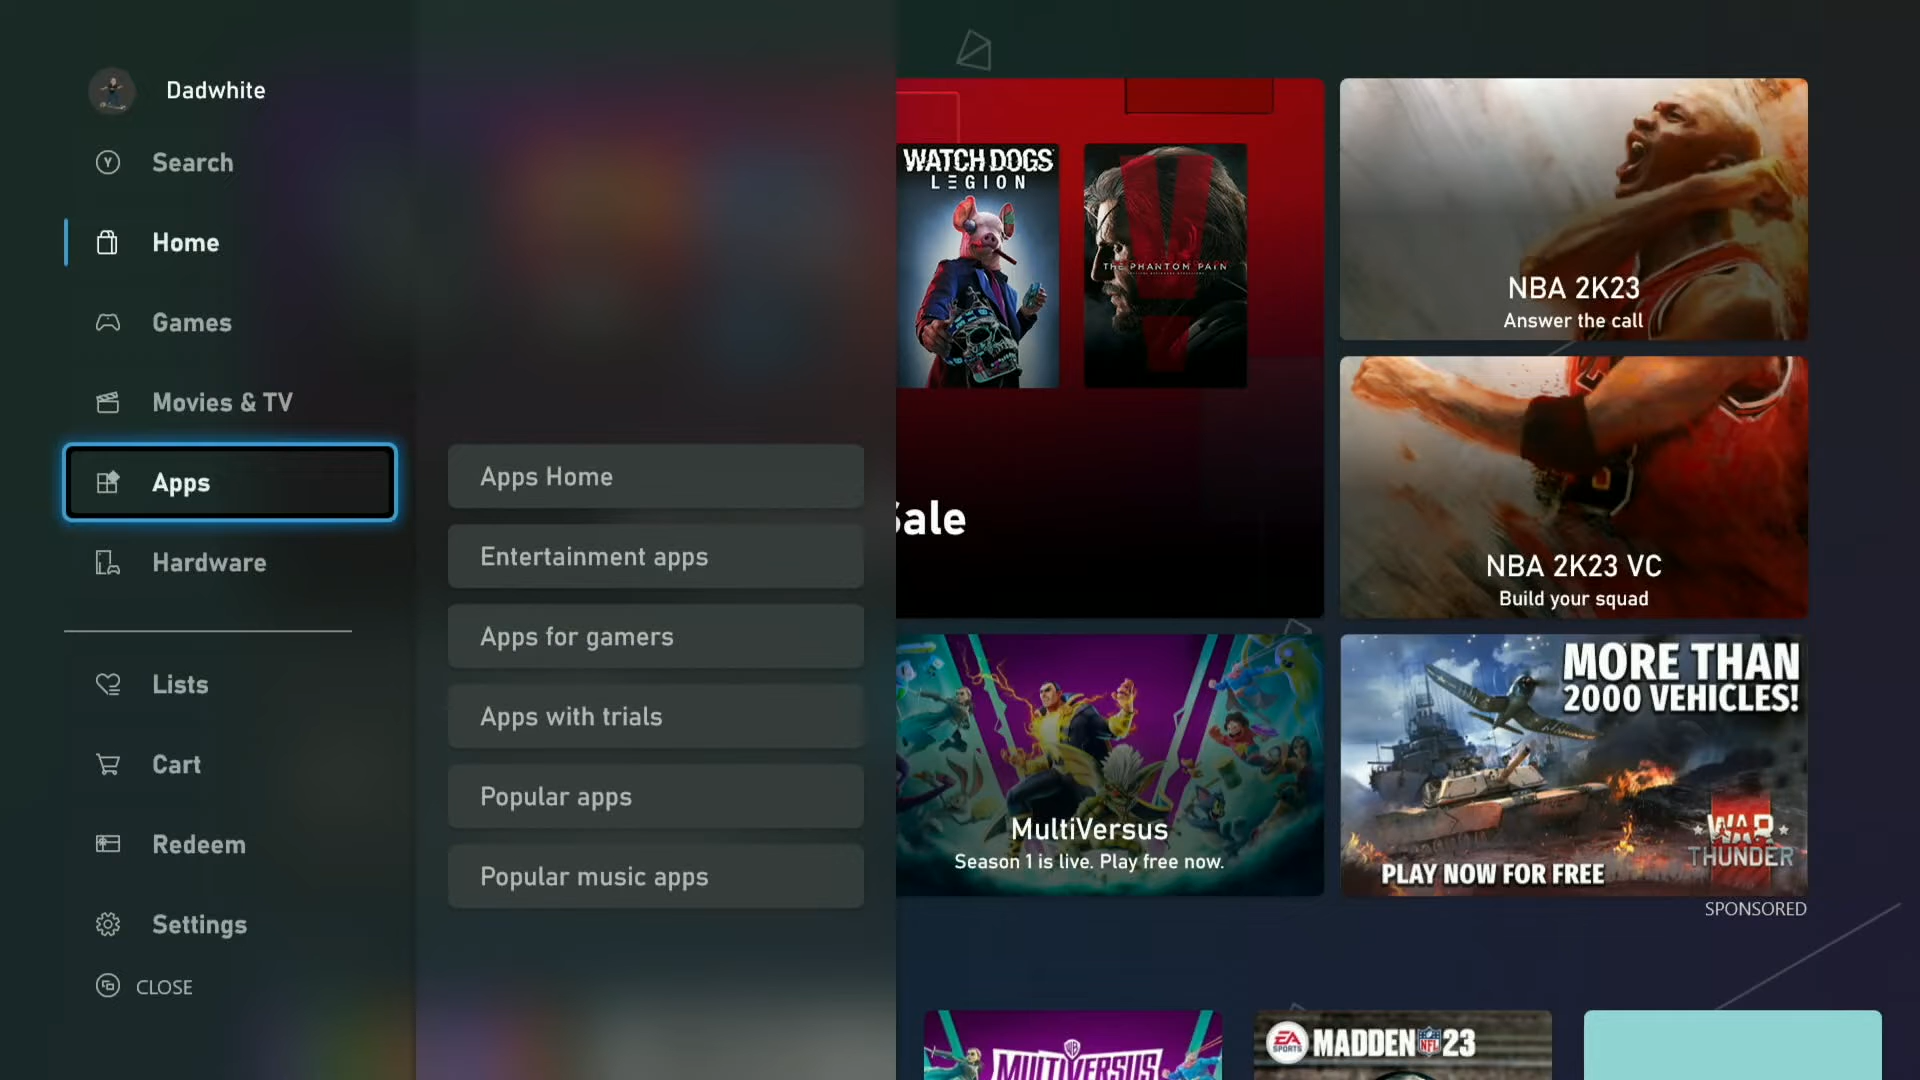 Dadwhite
Y
Search
Home
Games
Movies & TV
Apps
Hardware
Lists
Cart
Redeem
Settings
CLOSE
Apps Home
Entertainment apps
Apps for gamers
Apps with trials
Popular apps
Popular music apps
WATCH DOGS
LEGION
THE PHANTOM PAIN
Sale
NBA 2K23
Answer the call
NBA 2K23 VC
Build your squad
MultiVersus
Season 1 is live. Play free now.
MORE THAN
2000 VEHICLES!
WAR
THUNDER
PLAY NOW FOR FREE
SPONSORED
MULTIVERSUS
EA
SPORTS
MADDEN NFL 23